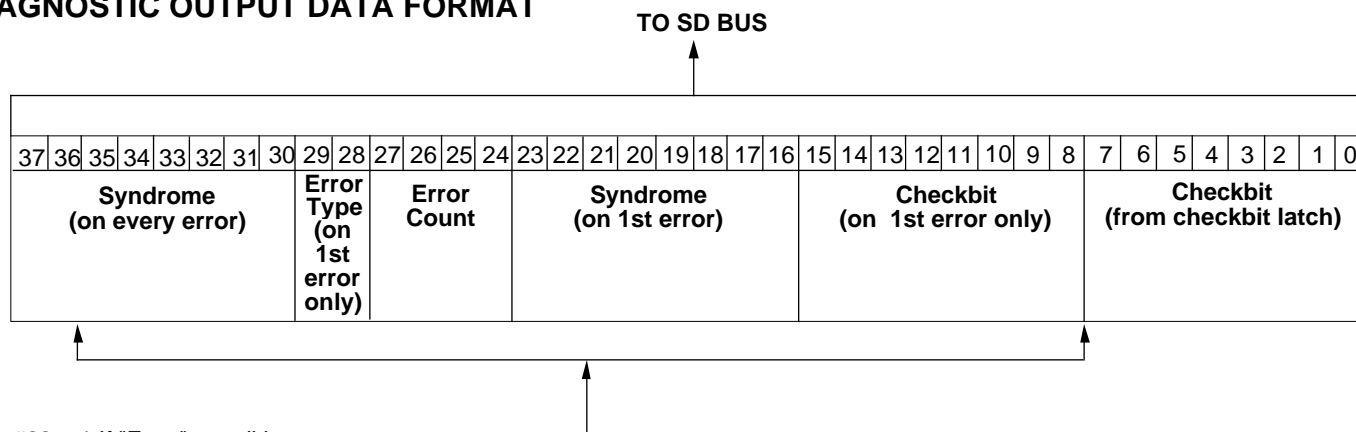 AGNOSTIC OUTPUT DATA FORMAT
TO SD BUS
37 36 35 34 33 32 31 30 29 28 27 26 25 24 23 22 21 20 19 18 17 16 15 14 13 12 11 10 9 8 7 6 5 4 3 2 1 0
Syndrome
(on every error)
Error
Type
(on
1st
error
only)
Error
Count
Syndrome
(on 1st error)
Checkbit
(on 1st error only)
Checkbit
(from checkbit latch)